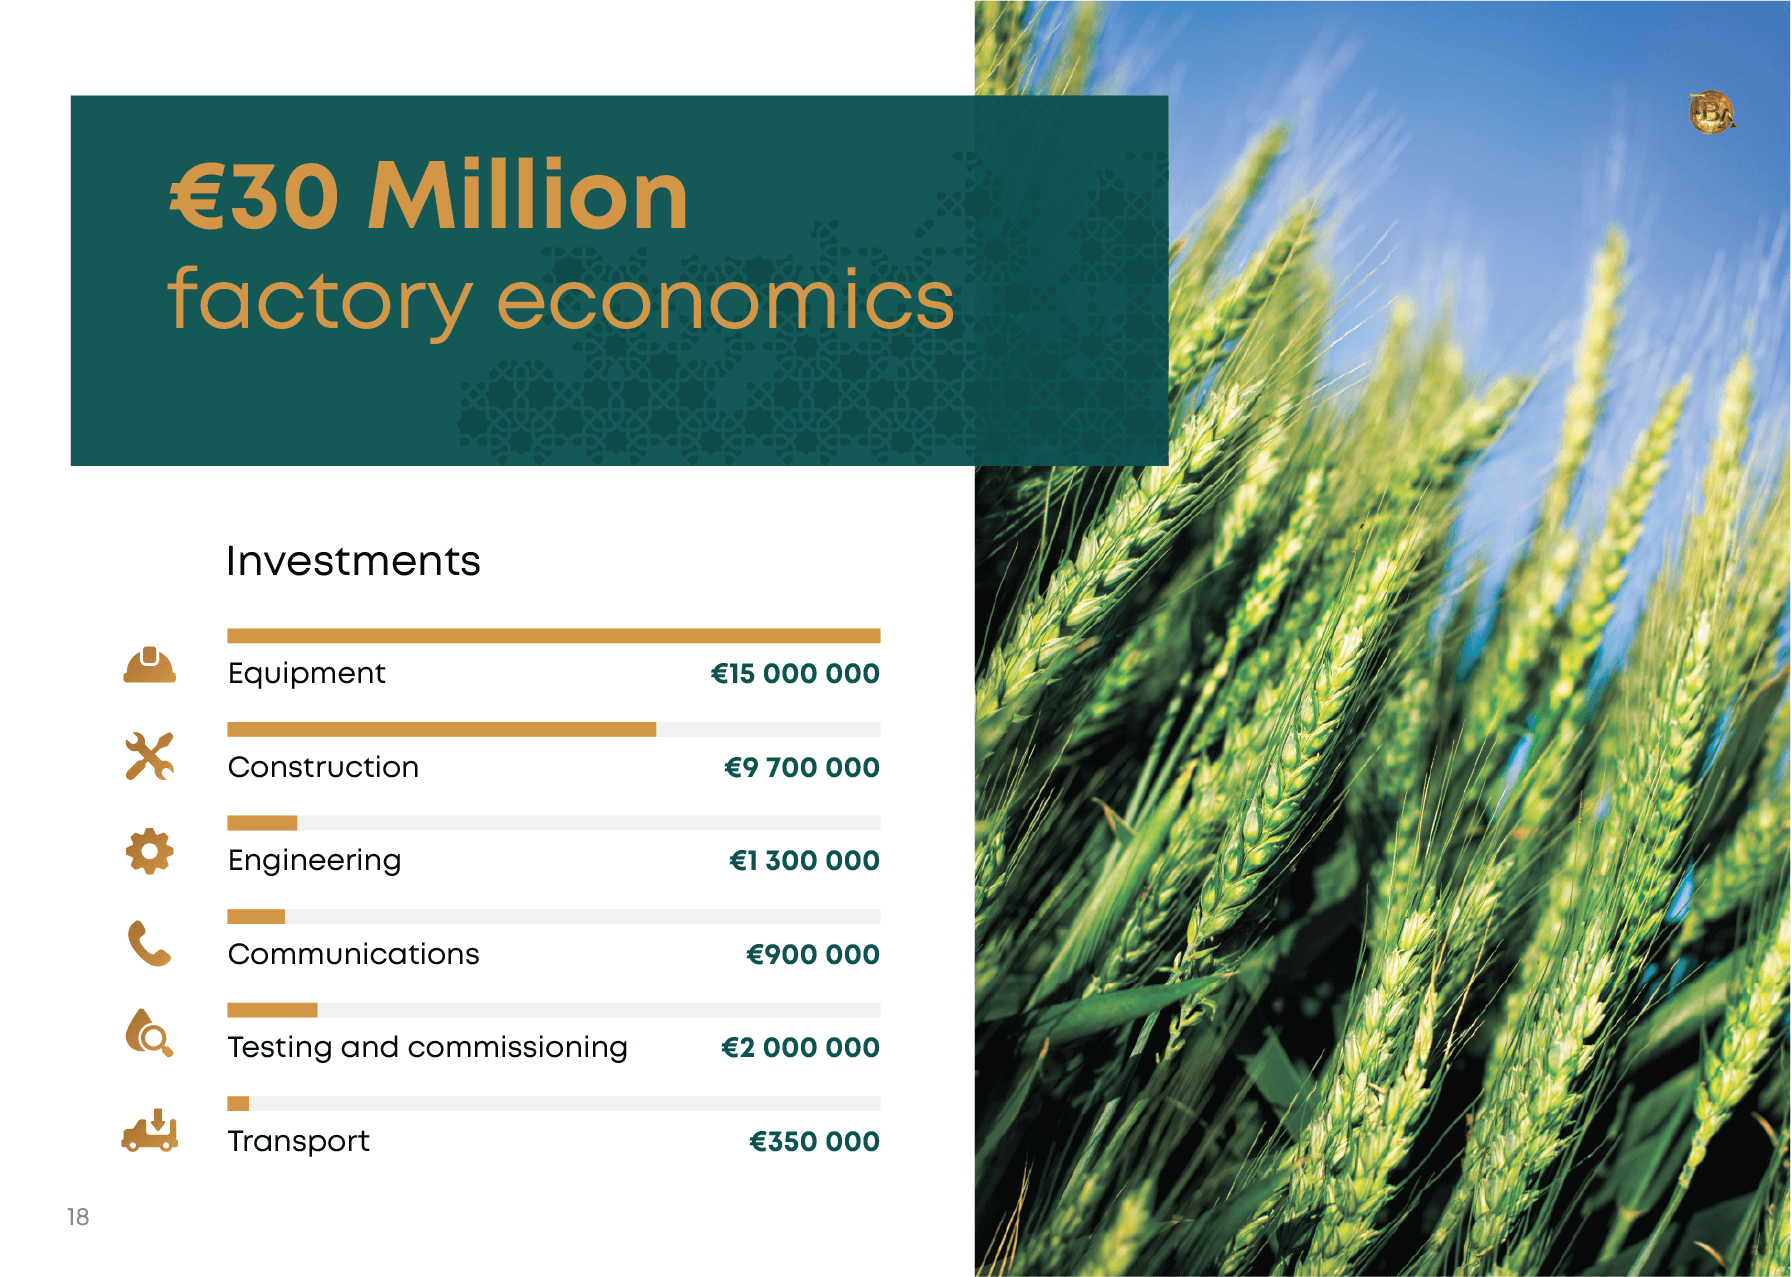 €30 Million
factory economics
Investments
Equipment €15 000 000
Construction €9 700 000
Engineering €1 300 000
Communications €900 000
Testing and commissioning €2 000 000
Transport €350 000
18